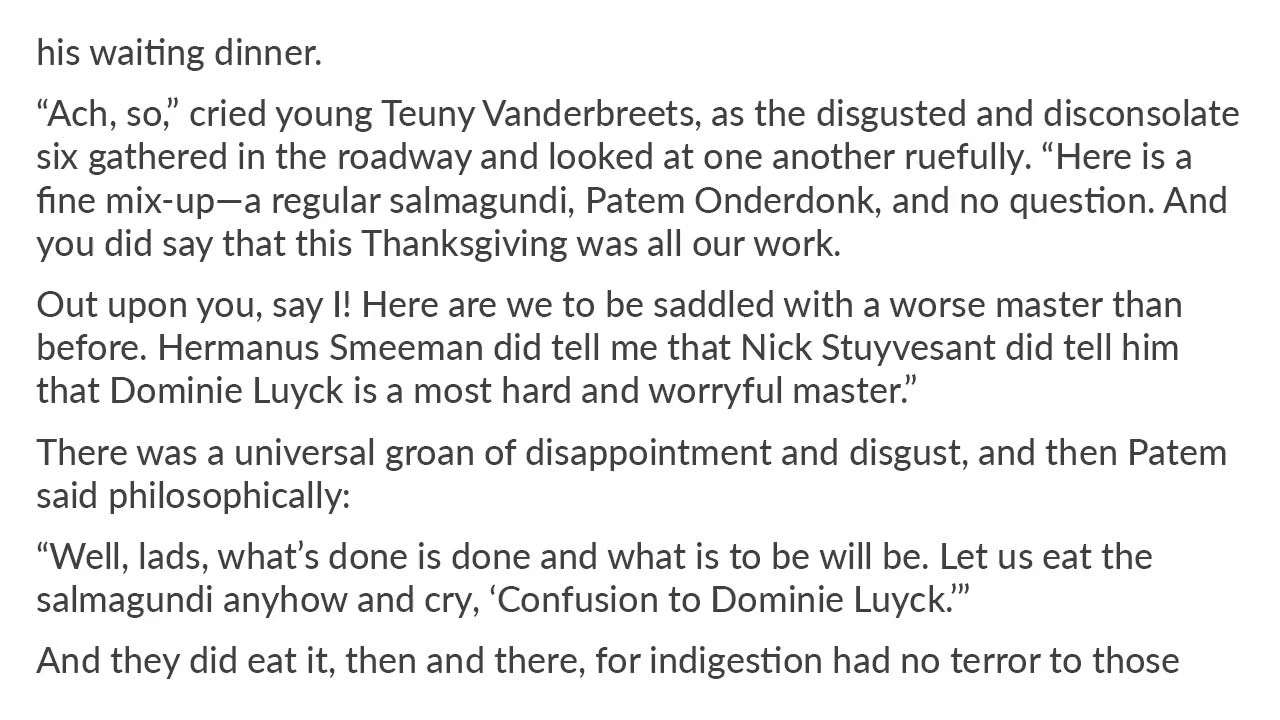 his waiting dinner.
“Ach, so,” cried young Teuny Vanderbreets, as the disgusted and disconsolate
six gathered in the roadway and looked at one another ruefully. “Here is a
fine mix-up—a regular salmagundi, Patem Onderdonk, and no question. And
you did say that this Thanksgiving was all our work.
Out upon you, say I! Here are we to be saddled with a worse master than
before. Hermanus Smeeman did tell me that Nick Stuyvesant did tell him
that Dominie Luyck is a most hard and worryful master.”
There was a universal groan of disappointment and disgust, and then Patem
said philosophically:
“Well, lads, what’s done is done and what is to be will be. Let us eat the
salmagundi anyhow and cry, ‘Confusion to Dominie Luyck.’”
And they did eat it, then and there, for indigestion had no terror to those